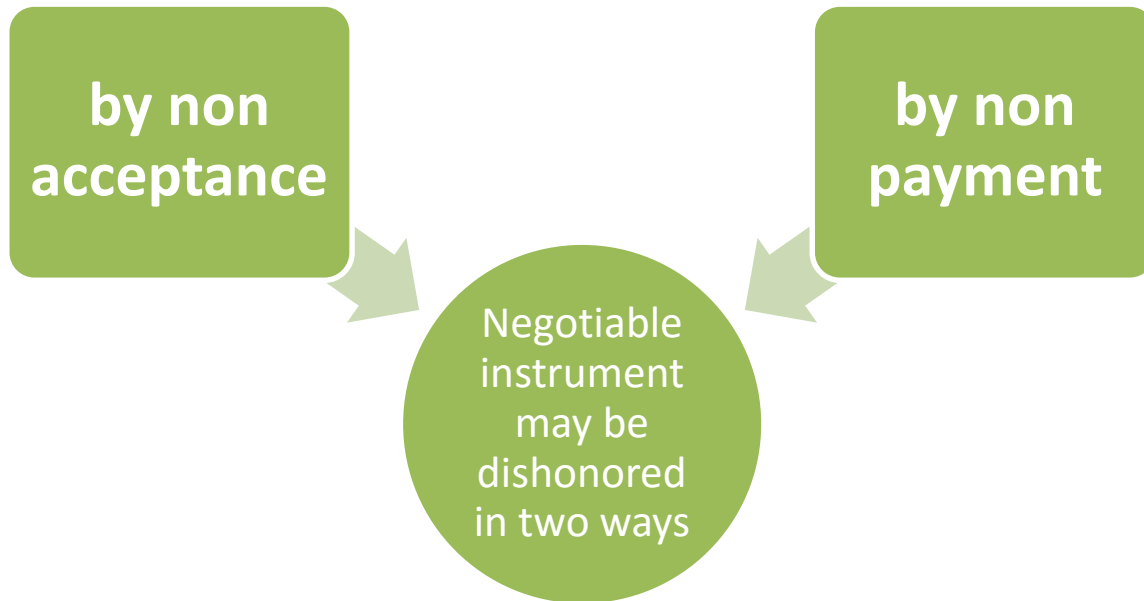 by non
acceptance
by non
payment
Negotiable
instrument
may be
dishonored
in two ways